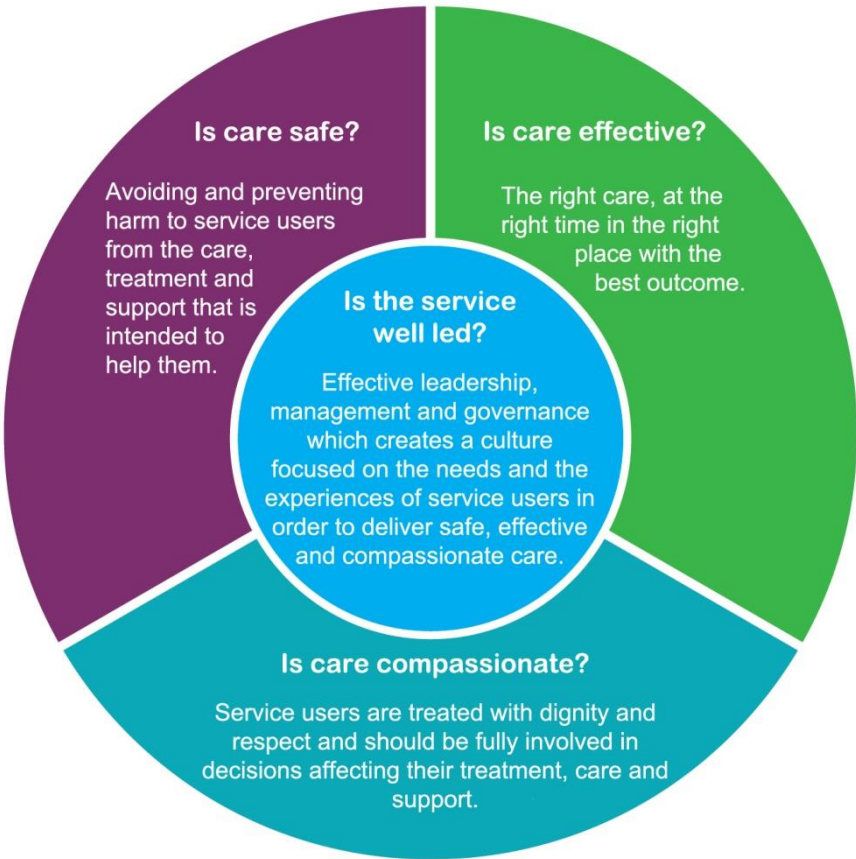 Is care safe?
Avoiding and preventing
harm to service users
from the care,
treatment and
support that is
intended to
help them.
Is care effective?
The right care, at the
right time in the right
place with the
best outcome.
Is the service
well led?
Effective leadership,
management and governance
which creates a culture
focused on the needs and the
experiences of service users in
order to deliver safe, effective
and compassionate care.
Is care compassionate?
Service users are treated with dignity and
respect and should be fully involved in
decisions affecting their treatment, care and
support.